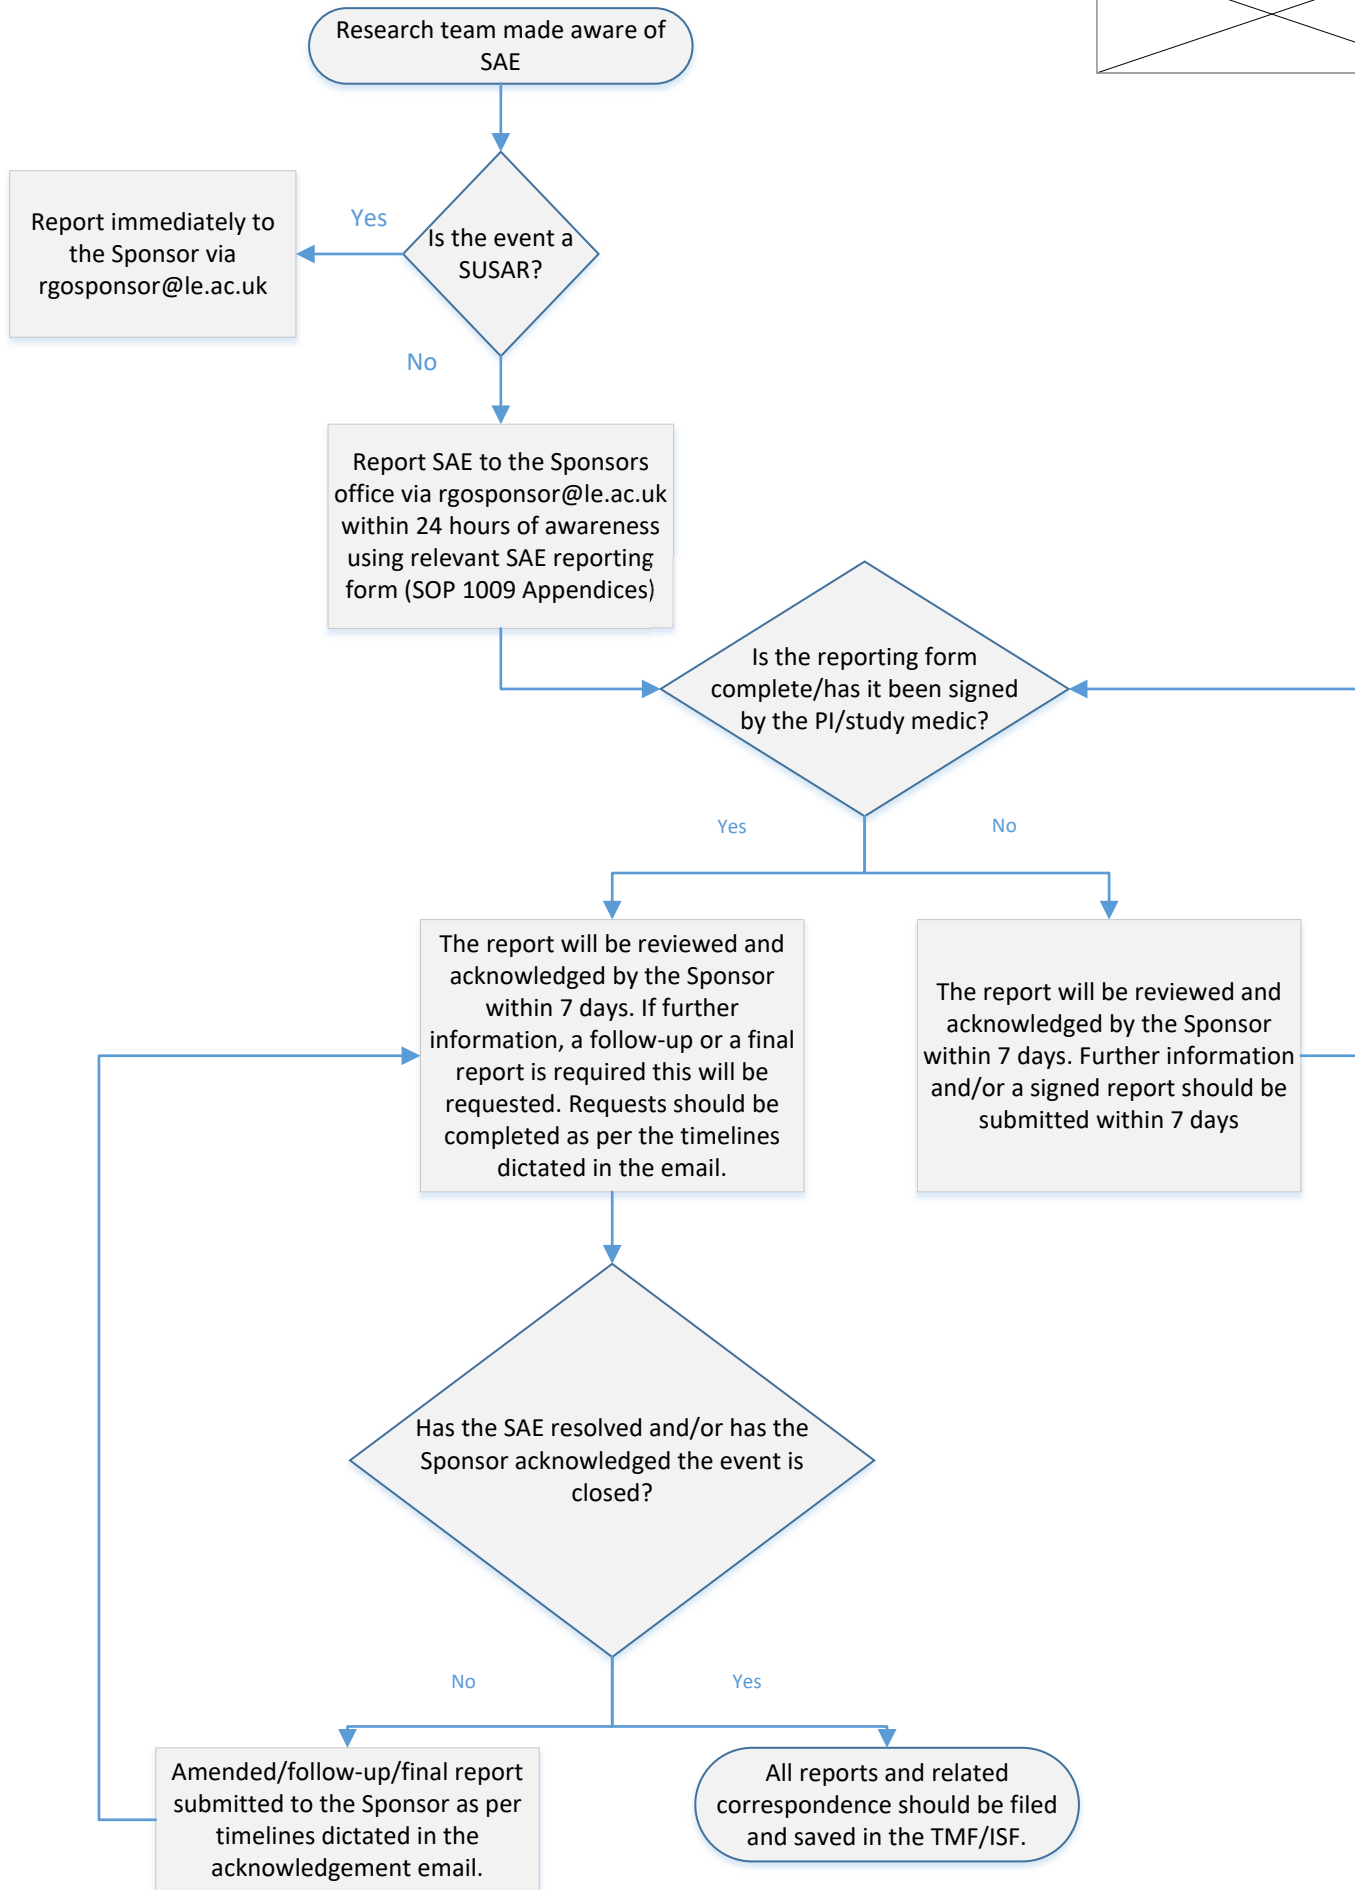 Research team made aware of
SAE
Report immediately to
the Sponsor via
rgosponsor@le.ac.uk
Yes
Is the event a
SUSAR?
No
Report SAE to the Sponsors
office via rgosponsor@le.ac.uk
within 24 hours of awareness
using relevant SAE reporting
form (SOP 1009 Appendices)
Is the reporting form
complete/has it been signed
by the PI/study medic?
Yes
No
The report will be reviewed and
acknowledged by the Sponsor
within 7 days. If further
information, a follow-up or a final
report is required this will be
requested. Requests should be
completed as per the timelines
dictated in the email.
The report will be reviewed and
acknowledged by the Sponsor
within 7 days. Further information
and/or a signed report should be
submitted within 7 days
Has the SAE resolved and/or has the
Sponsor acknowledged the event is
closed?
No
Yes
Amended/follow-up/final report
submitted to the Sponsor as per
timelines dictated in the
acknowledgement email.
All reports and related
correspondence should be filed
and saved in the TMF/ISF.